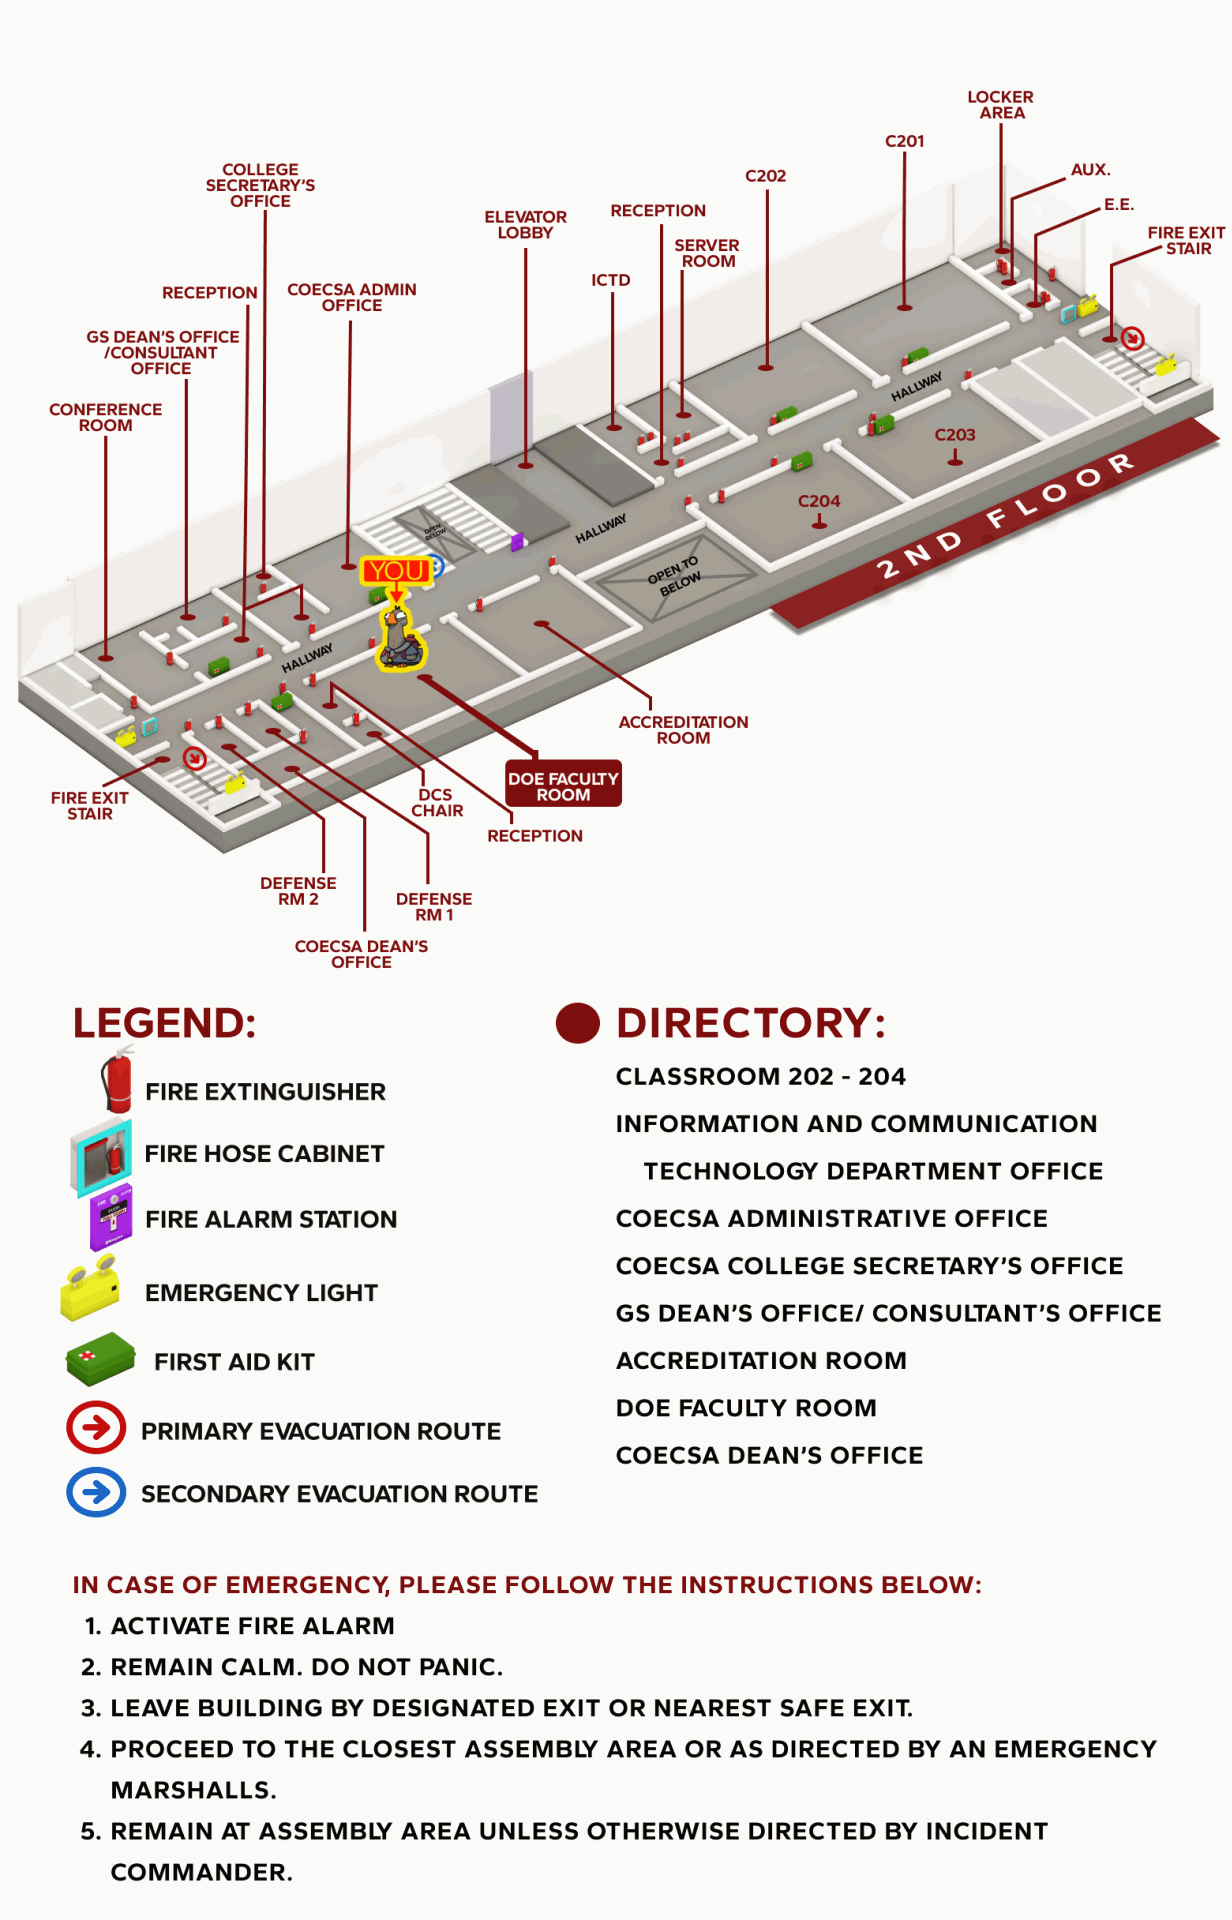 LOCKER
AREA
C201
AUX.
C202
COLLEGE
SECRETARY'S
OFFICE
E.E.
RECEPTION
ELEVATOR
LOBBY
FIRE EXIT
STAIR
SERVER
ROOM
ICTD
RECEPTION
COECSA ADMIN
OFFICE
GS DEAN'S OFFICE
/CONSULTANT
OFFICE
CONFERENCE
ROOM
HALLWAY
C203
2ND FLOOR
C204
HALLWAY
OPEN
BELOW
OPEN TO
BELOW
YOU
HALLWAY
ACCREDITATION
ROOM
DOE FACULTY
ROOM
FIRE EXIT
STAIR
DCS
CHAIR
RECEPTION
DEFENSE
RM 2
DEFENSE
RM 1
COECSA DEAN'S
OFFICE
LEGEND:
FIRE EXTINGUISHER
FIRE HOSE CABINET
FIRE ALARM STATION
EMERGENCY LIGHT
FIRST AID KIT
PRIMARY EVACUATION ROUTE
SECONDARY EVACUATION ROUTE
DIRECTORY:
CLASSROOM 202 - 204
INFORMATION AND COMMUNICATION
TECHNOLOGY DEPARTMENT OFFICE
COECSA ADMINISTRATIVE OFFICE
COECSA COLLEGE SECRETARY'S OFFICE
GS DEAN'S OFFICE/ CONSULTANT'S OFFICE
ACCREDITATION ROOM
DOE FACULTY ROOM
COECSA DEAN'S OFFICE
IN CASE OF EMERGENCY, PLEASE FOLLOW THE INSTRUCTIONS BELOW:
1. ACTIVATE FIRE ALARM
2. REMAIN CALM. DO NOT PANIC.
3. LEAVE BUILDING BY DESIGNATED EXIT OR NEAREST SAFE EXIT.
4. PROCEED TO THE CLOSEST ASSEMBLY AREA OR AS DIRECTED BY AN EMERGENCY
MARSHALLS.
5. REMAIN AT ASSEMBLY AREA UNLESS OTHERWISE DIRECTED BY INCIDENT
COMMANDER.